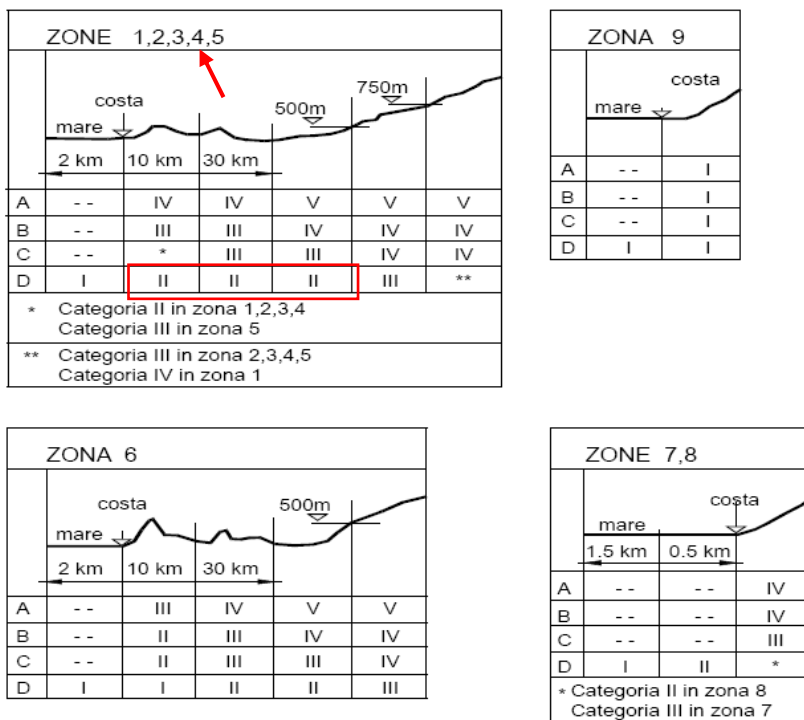 ZONE 1,2,3,4,5
costa
mare
500m
750m
2 km 10 km 30 km
A -- IV IV V V V
B -- III III IV IV IV
C -- * III III IV IV
D I II II II III **
* Categoria II in zona 1,2,3,4
Categoria III in zona 5
** Categoria III in zona 2,3,4,5
Categoria IV in zona 1
ZONA 9
costa
mare
A -- I
B -- I
C -- I
D I I
ZONA 6
costa
mare
500m
2 km 10 km 30 km
A -- III IV V V
B -- II III IV IV
C -- II III III IV
D I I II II III
ZONE 7,8
costa
mare
1.5 km 0.5 km
A -- -- IV
B -- -- IV
C -- -- III
D I II *
* Categoria II in zona 8
Categoria III in zona 7